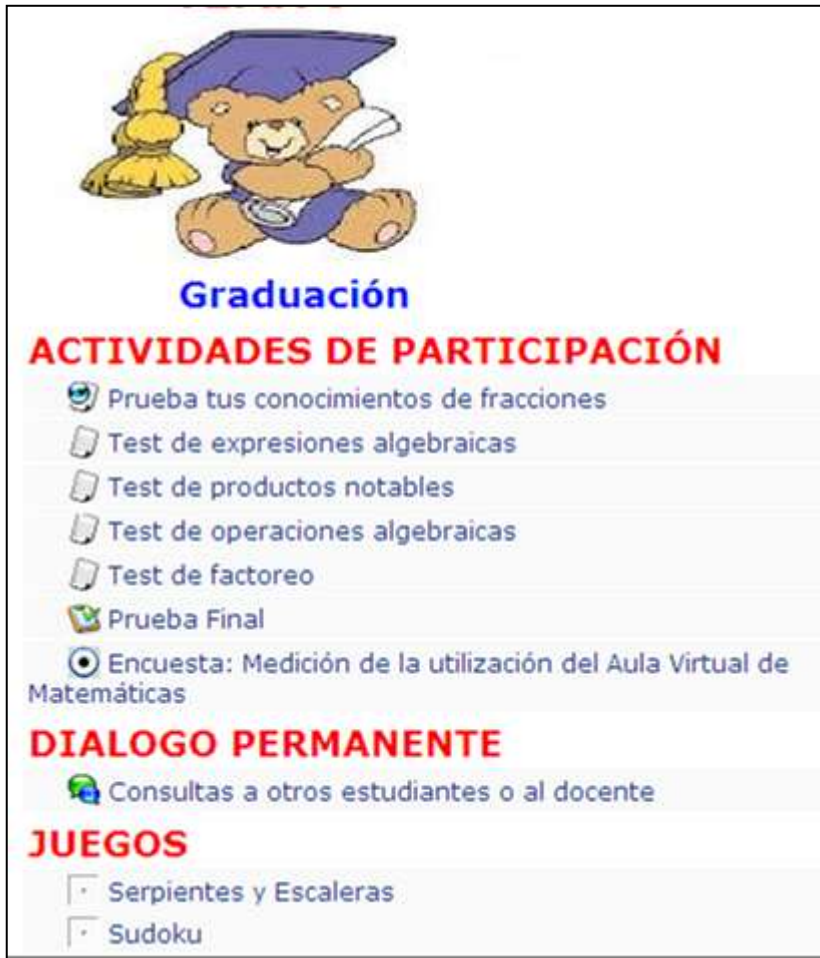 Graduación
ACTIVIDADES DE PARTICIPACIÓN
Prueba tus conocimientos de fracciones
Test de expresiones algebraicas
Test de productos notables
Test de operaciones algebraicas
Test de factoreo
Prueba Final
Encuesta: Medición de la utilización del Aula Virtual de
Matemáticas
DIALOGO PERMANENTE
Consultas a otros estudiantes o al docente
JUEGOS
Serpientes y Escaleras
Sudoku